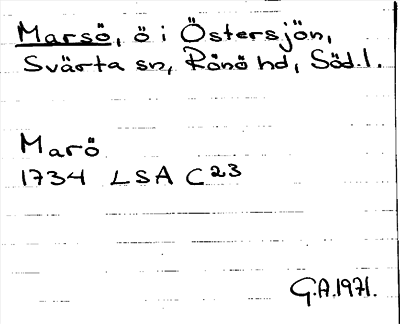 Marsö, ö i Östersjön,
Svärta sn, Rönö hd, Söd.l.
Marö
1734 LSA C23
G.A.1971.